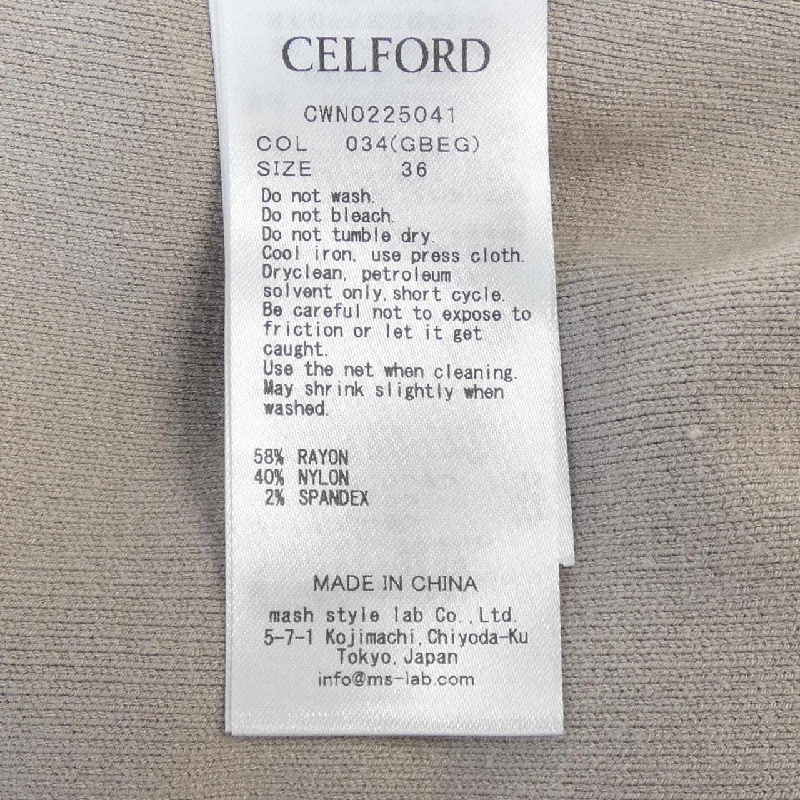 CELFORD
CWNO225041
COL 034(GBEG)
SIZE 36
Do not wash.
Do not bleach.
Do not tumble dry.
Cool iron, use press cloth.
Dryclean, petroleum
solvent only,short cycle.
Be careful not to expose to
friction or let it get
caught.
Use the net when cleaning.
May shrink slightly when
washed.
58% RAYON
40% NYLON
2% SPANDEX
MADE IN CHINA
mash style lab Co.,Ltd.
5-7-1 Kojimachi,Chiyoda-Ku
Tokyo,Japan
info@ms-lab.com